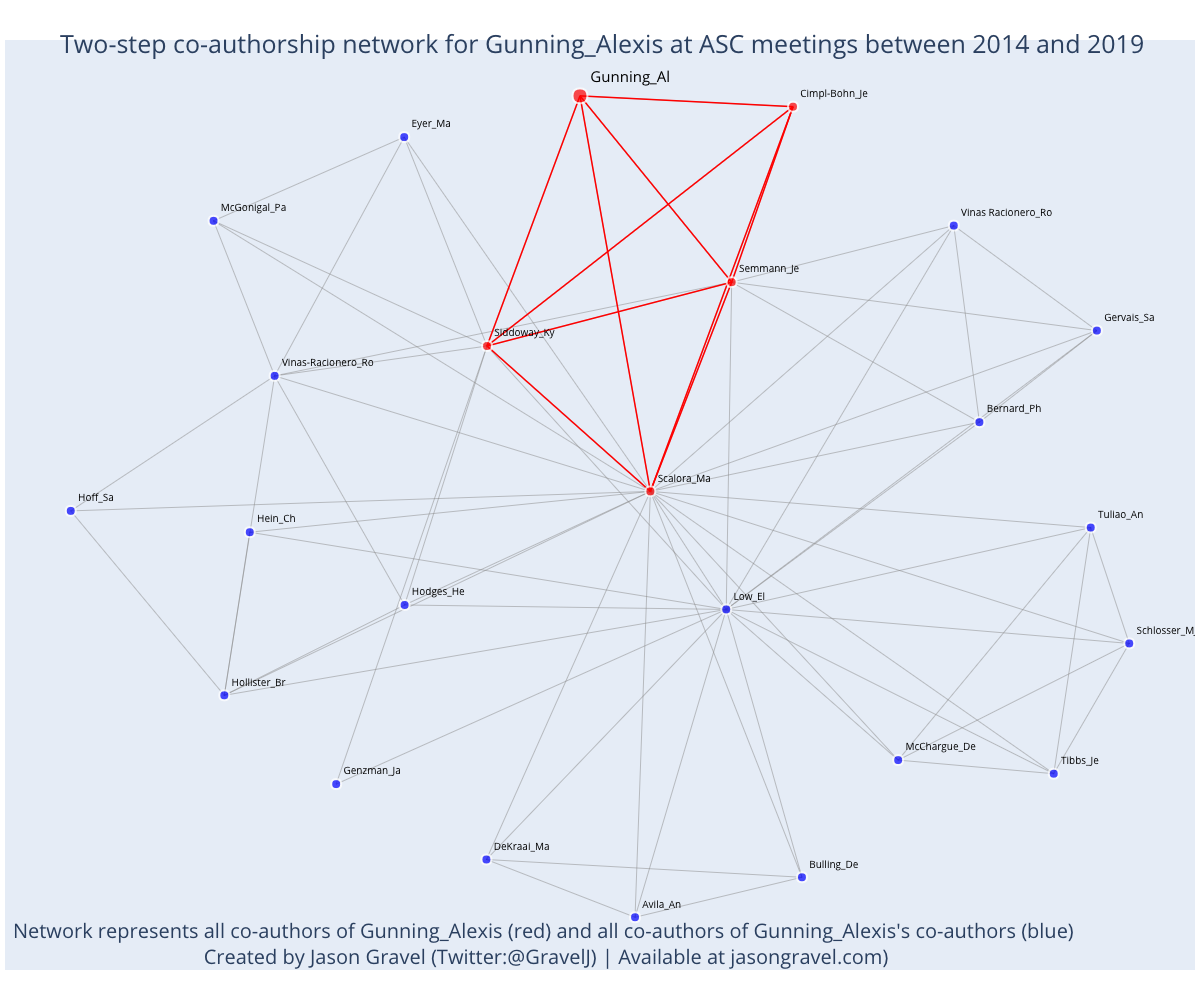 Two-step co-authorship network for Gunning_Alexis at ASC meetings between 2014 and 2019
Gunning_Al
Cimpl-Bohn_Je
Eyer_Ma
McGonigal_Pa
Vinas Racionero_Ro
Semmann_Je
Gervais_Sa
Siddoway_Ky
Vinas-Racionero_Ro
Bernard_Ph
Scalora_Ma
Hoff_Sa
Hein_Ch
Tuliao_An
Hodges_He
Low_El
Schlosser_M
Hollister_Br
McChargue_De
Tibbs_Je
Genzman_Ja
DeKraai_Ma
Bulling_De
Avila_An
Network represents all co-authors of Gunning_Alexis (red) and all co-authors of Gunning_Alexis's co-authors (blue)
Created by Jason Gravel (Twitter:@GravelJ) | Available at jasongravel.com)